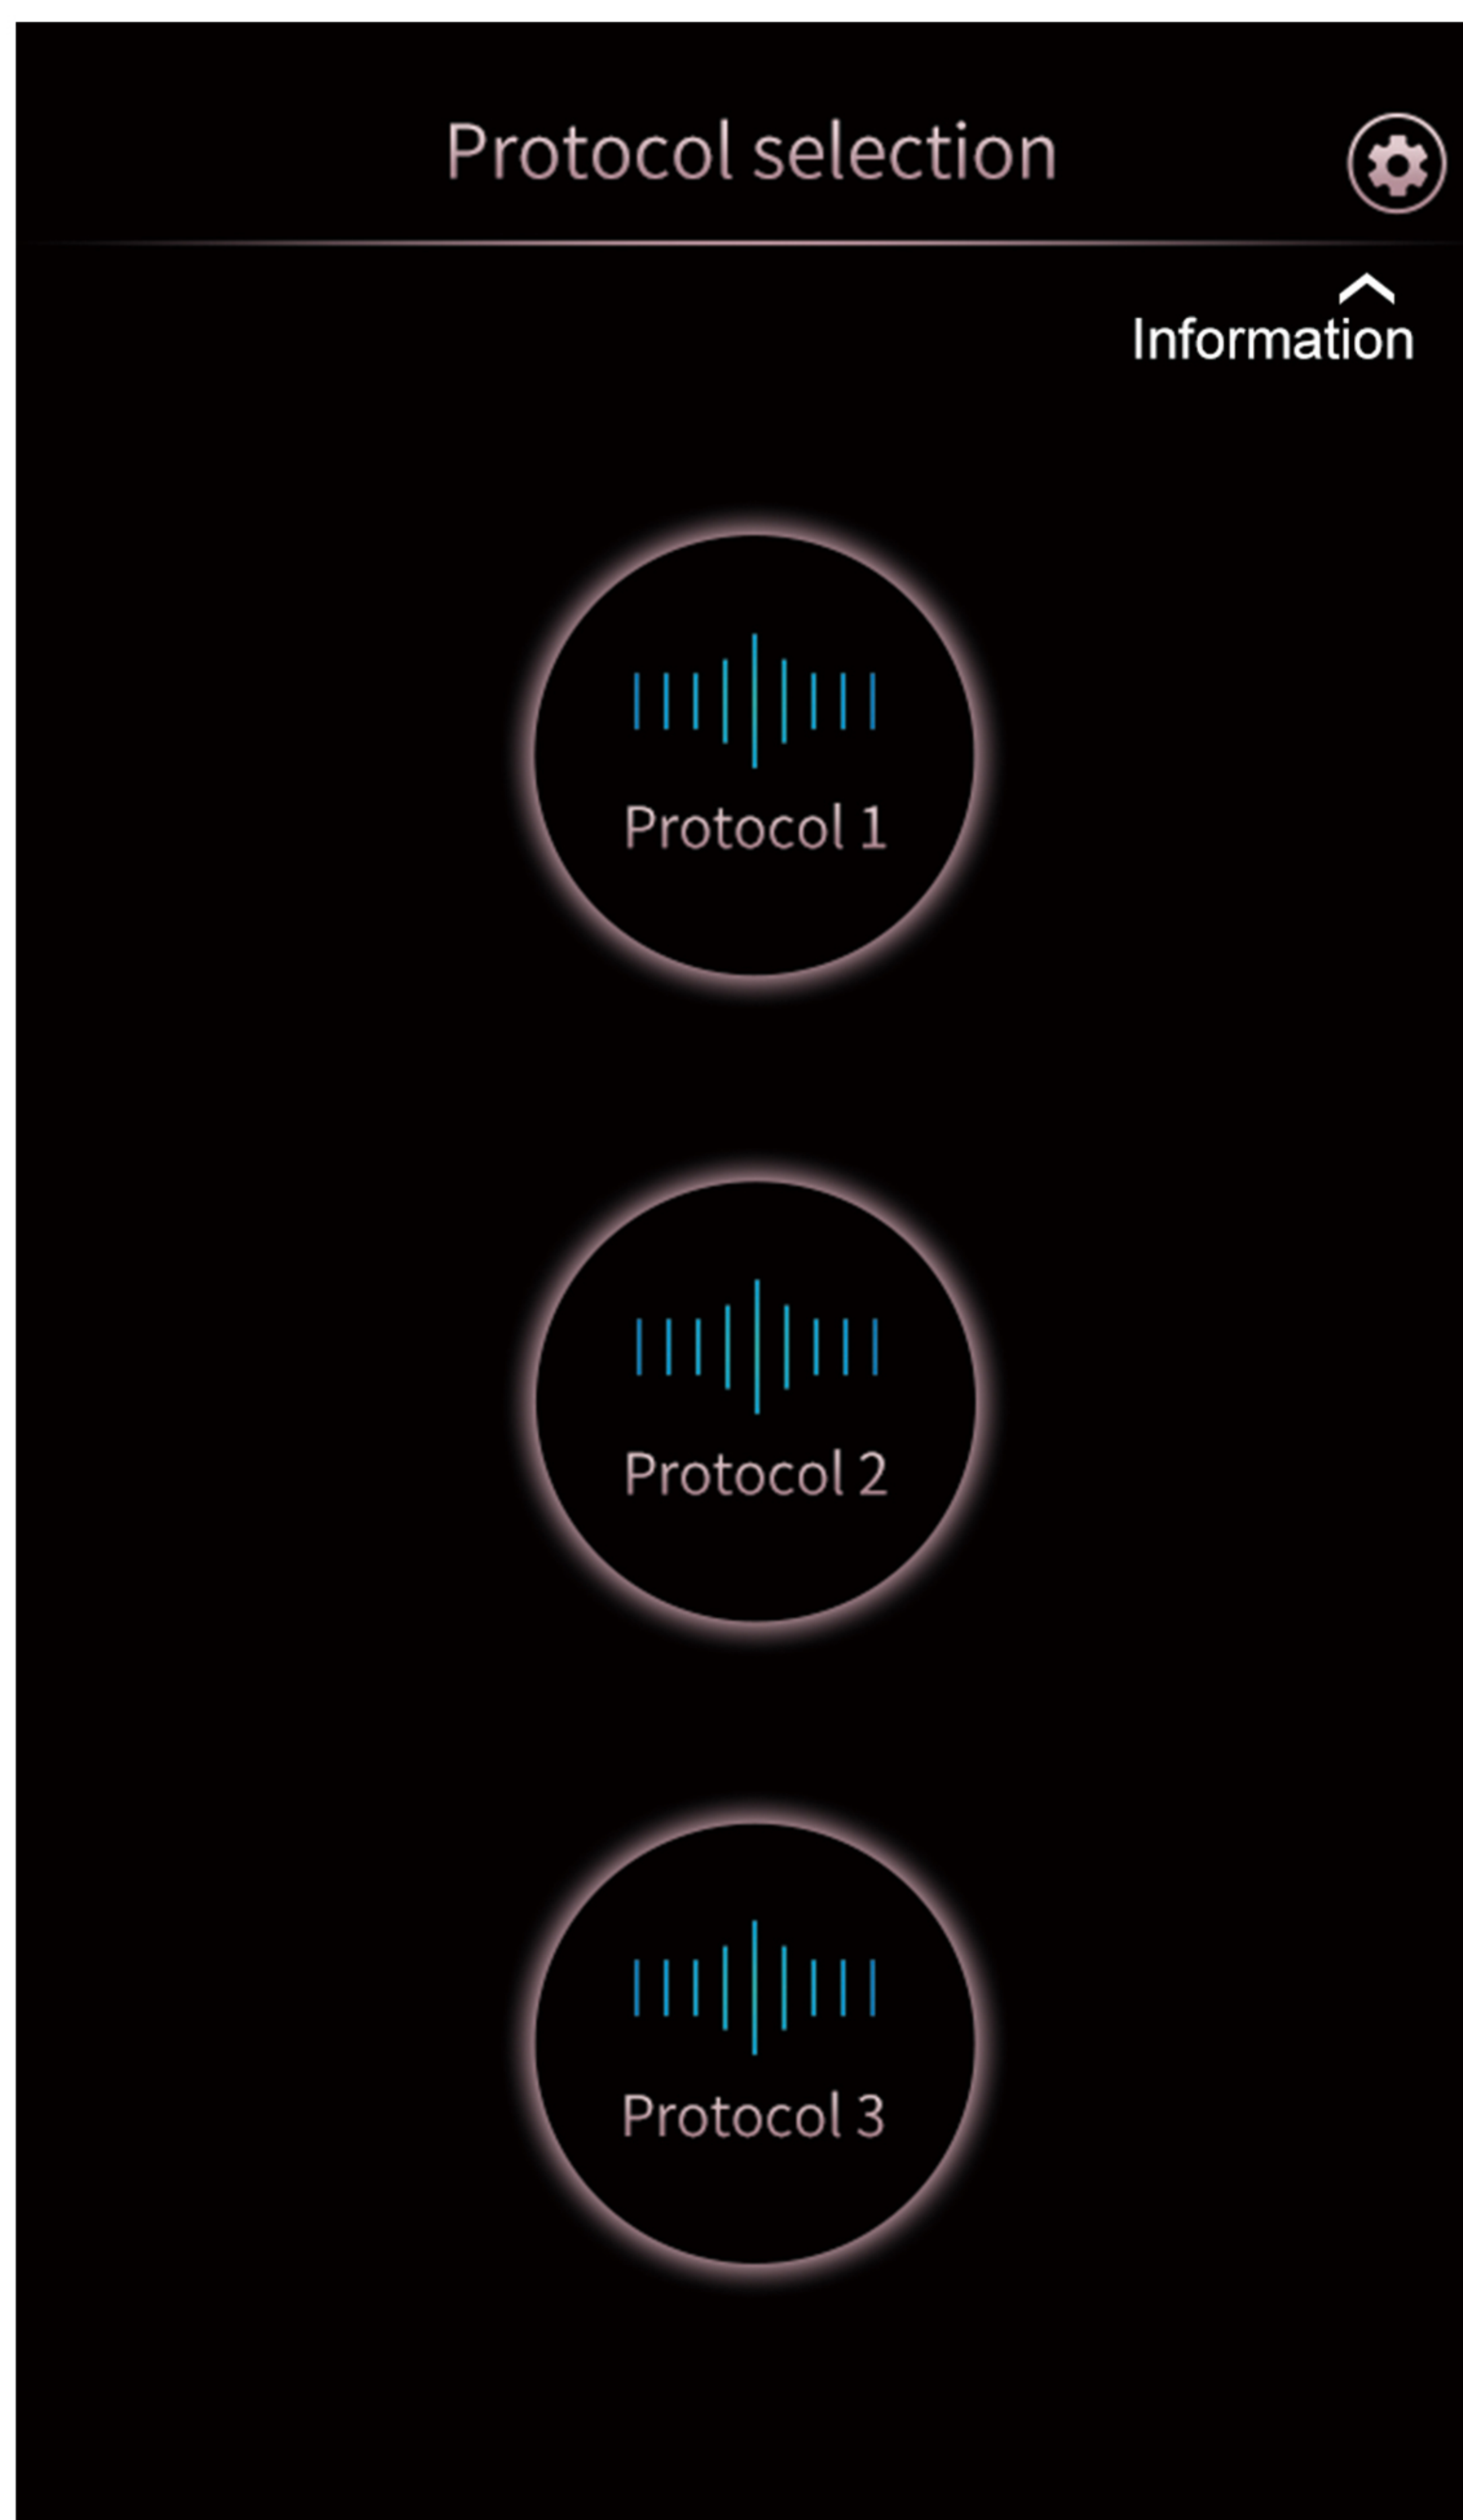 Protocol selection
Information
Protocol 1
Protocol 2
Protocol 3